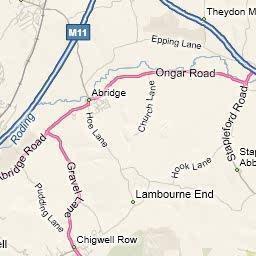 Theydon M
M11
Epping Lane
Ongar Road
Abridge
Roding
Church Lane
Stapleford Road
Hoe Lane
Abridge Road
Hook Lane
Stap
Abb
Gravel Lane
Pudding Lane
Lambourne End
Chigwell Row
ell